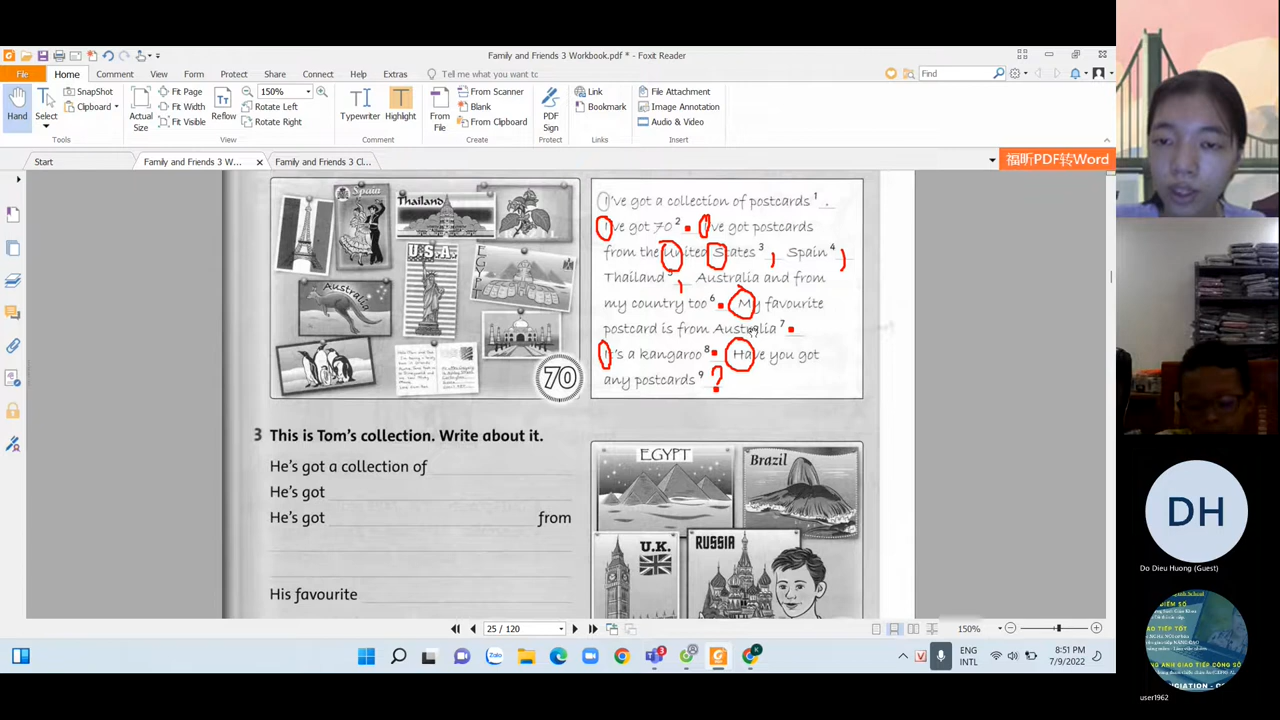 Family and Friends 3 Workbook.pdf * - Foxit Reader
File
Home
Comment
View
Form
Protect
Share
Connect
Help
Extras
Tell me what you want tc
Find
Hand
Select
SnapShot
Clipboard
Actual Size
Fit Page
Fit Width
Fit Visible
Reflow
150%
Rotate Left
Rotate Right
Typewriter
Highlight
From File
From Scanner
Blank
From Clipboard
PDF Sign
Link
Bookmark
File Attachment
Image Annotation
Audio & Video
Tools
View
Comment
Create
Protect
Links
Insert
Start
Family and Friends 3 W...
Family and Friends 3 Cl...
福昕PDF转Word
Spain
Thailand
U.S.A.
EGYPT
Australia
70
I've got a collection of postcards 1 .
I've got 70 2 . I've got postcards
from the United States 3 , Spain 4 ,
Thailand 5 , Australia and from
my country too 6 . My favourite
postcard is from Australia 7 .
It's a kangaroo 8 . Have you got
any postcards 9 ?
3 This is Tom's collection. Write about it.
He's got a collection of
He's got
He's got from
His favourite
EGYPT
Brazil
U.K.
RUSSIA
DH
Do Dieu Huong (Guest)
ĐIỂM SỐ
ÁO TIẾP TỐT
user1962
25 / 120
150%
ENG
INTL
8:51 PM
7/9/2022